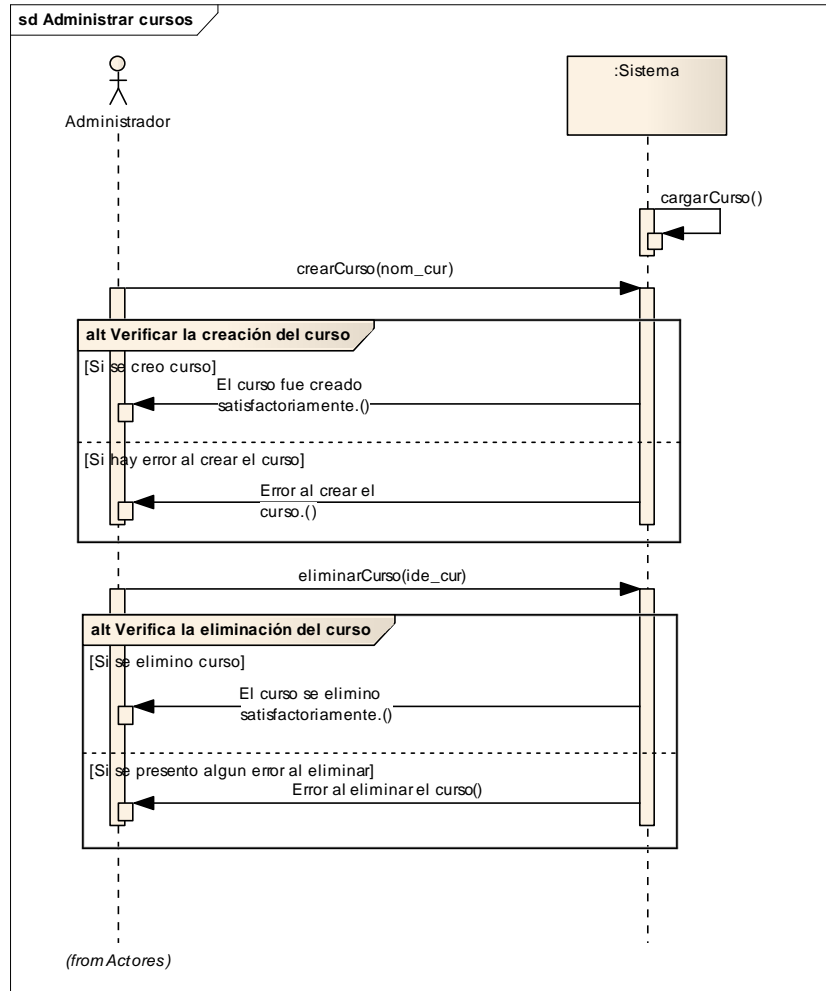 sd Administrar cursos
Administrador
:Sistema
cargarCurso()
crearCurso(nom_cur)
alt Verificar la creación del curso
[Si se creo curso]
El curso fue creado
satisfactoriamente.()
[Si hay error al crear el curso]
Error al crear el
curso.()
eliminarCurso(ide_cur)
alt Verifica la eliminación del curso
[Si se elimino curso]
El curso se elimino
satisfactoriamente.()
[Si se presento algun error al eliminar]
Error al eliminar el curso()
(from Actores)